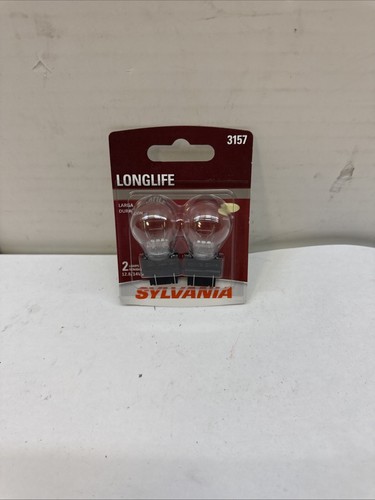 3157
LONGLIFE
LARGA
DURA
2
SYLVANIA